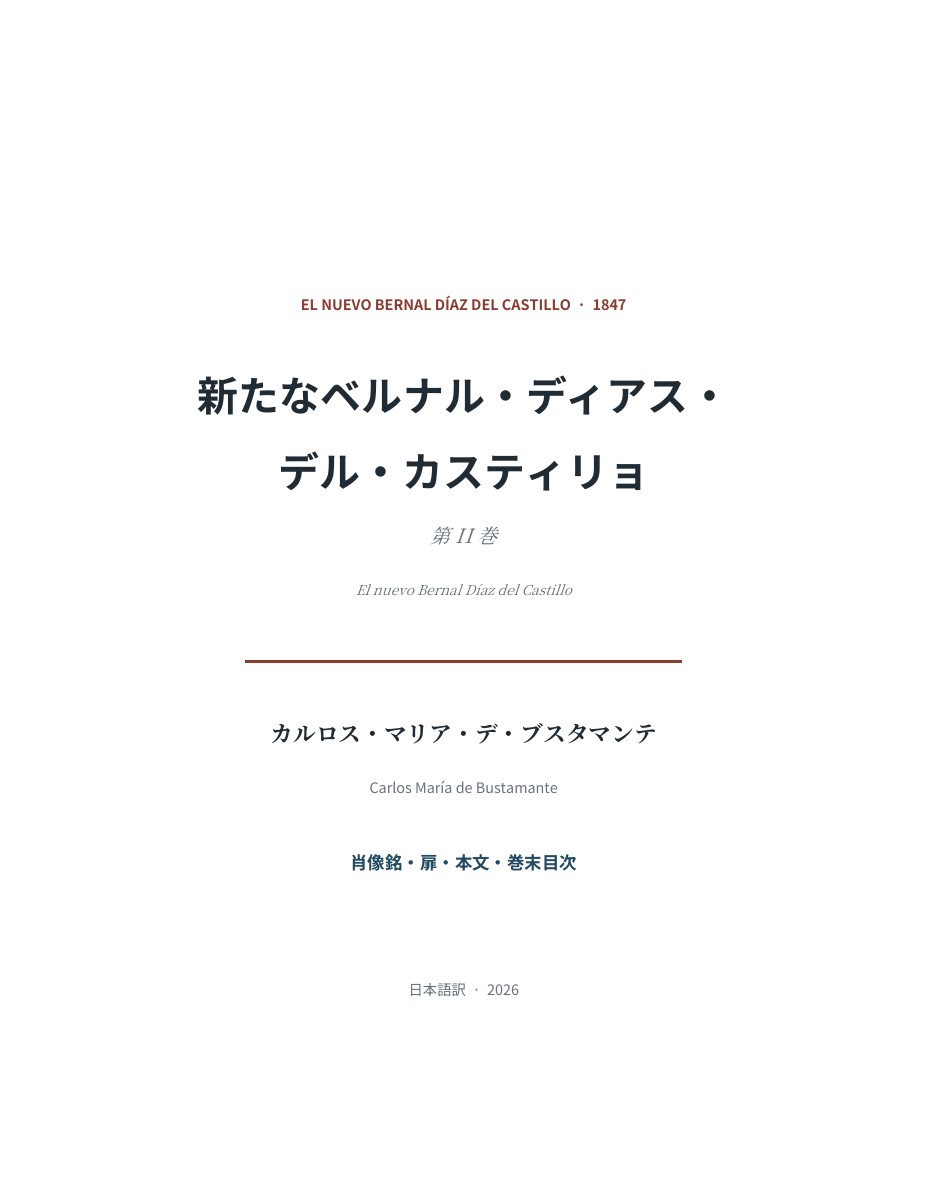 EL NUEVO BERNAL DÍAZ DEL CASTILLO · 1847
新たなベルナル・ディアス・
デル・カスティリョ
第 II 巻
El nuevo Bernal Díaz del Castillo
カルロス・マリア・デ・ブスタマンテ
Carlos María de Bustamante
肖像銘・扉・本文・巻末目次
日本語訳 · 2026